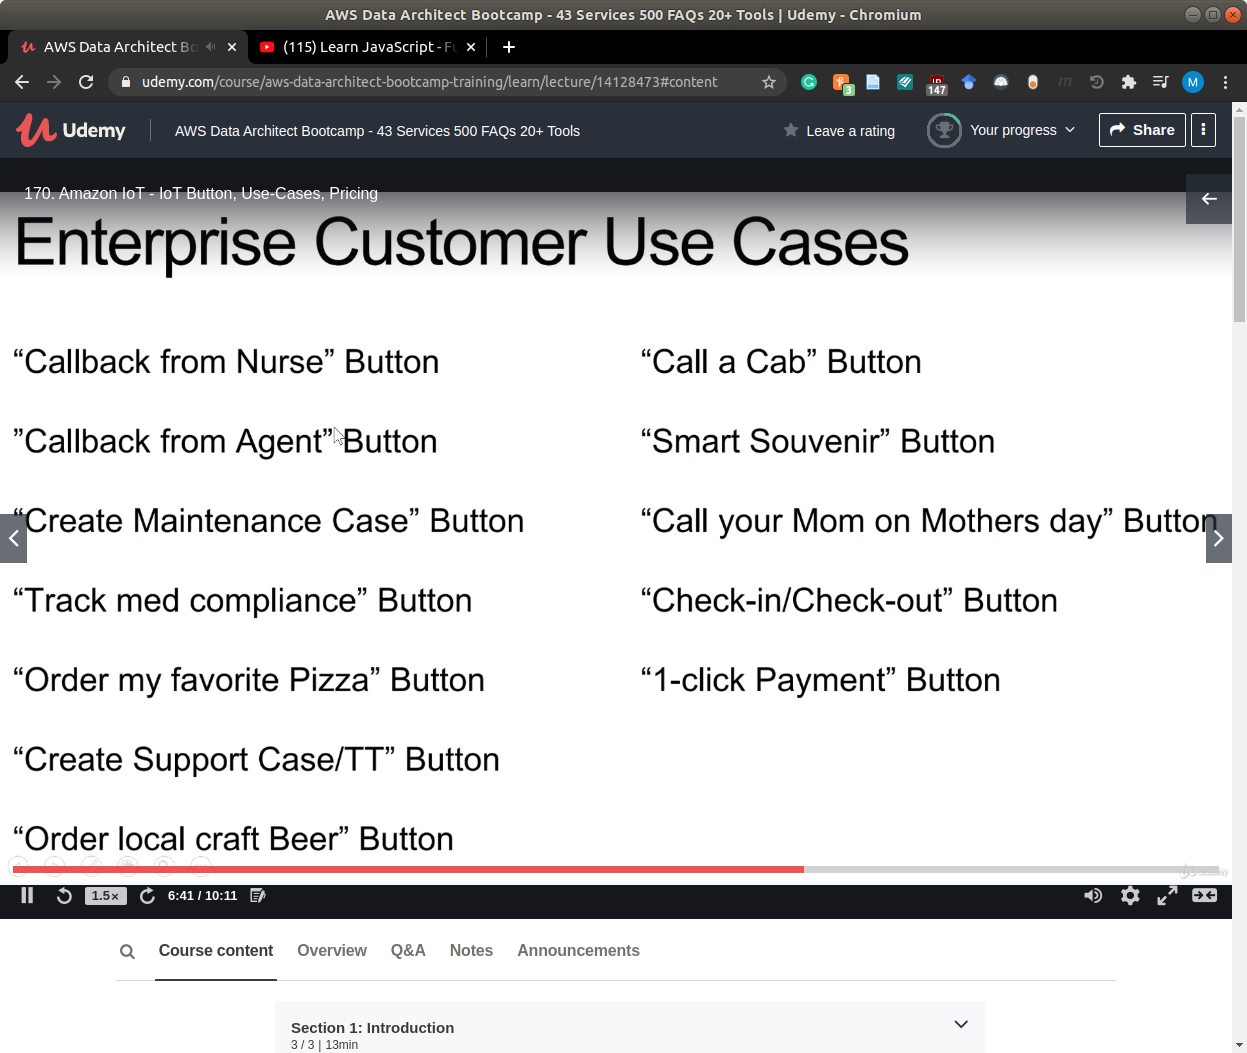 AWS Data Architect Bootcamp - 43 Services 500 FAQs 20+ Tools | Udemy - Chromium
AWS Data Architect Bo
(115) Learn JavaScript - Fu
udemy.com/course/aws-data-architect-bootcamp-training/learn/lecture/14128473#content
3
147
M
Udemy
AWS Data Architect Bootcamp - 43 Services 500 FAQs 20+ Tools
Leave a rating
Your progress
Share
170. Amazon IoT - IoT Button, Use-Cases, Pricing
Enterprise Customer Use Cases
“Callback from Nurse” Button
”Callback from Agent” Button
“Create Maintenance Case” Button
“Track med compliance” Button
“Order my favorite Pizza” Button
“Create Support Case/TT” Button
“Order local craft Beer” Button
“Call a Cab” Button
“Smart Souvenir” Button
“Call your Mom on Mothers day” Button
“Check-in/Check-out” Button
“1-click Payment” Button
1.5×
6:41 / 10:11
Course content
Overview
Q&A
Notes
Announcements
Section 1: Introduction
3 / 3 | 13min